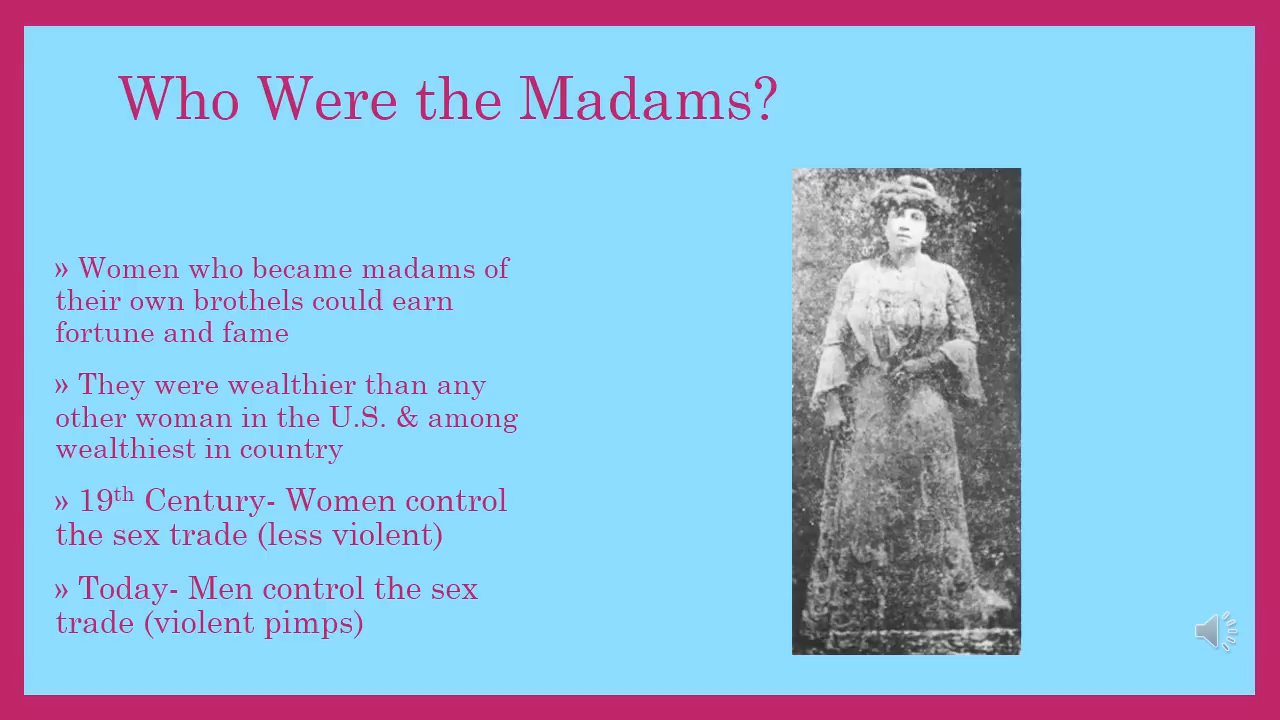 Who Were the Madams?
» Women who became madams of
their own brothels could earn
fortune and fame
» They were wealthier than any
other woman in the U.S. & among
wealthiest in country
» 19th Century- Women control
the sex trade (less violent)
» Today- Men control the sex
trade (violent pimps)